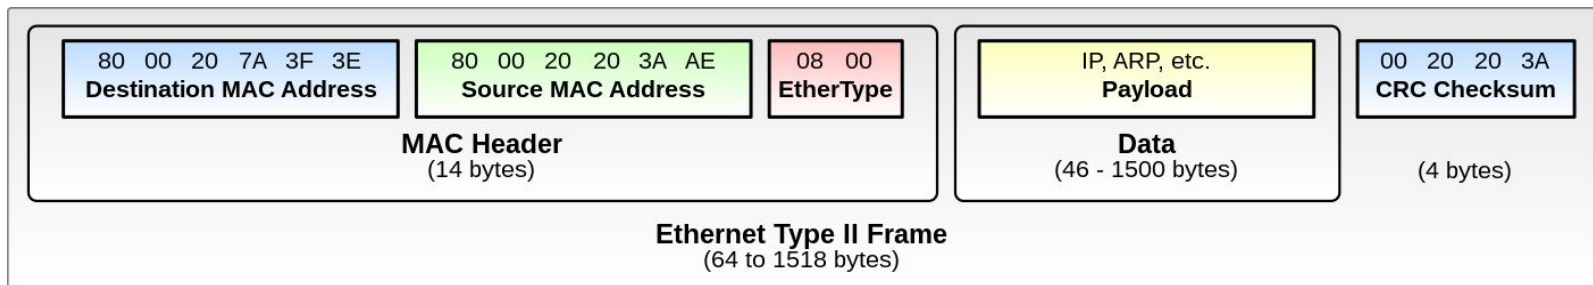 80 00 20 7A 3F 3E
Destination MAC Address
80 00 20 20 3A AE
Source MAC Address
08 00
EtherType
MAC Header
(14 bytes)
IP, ARP, etc.
Payload
Data
(46 - 1500 bytes)
00 20 20 3A
CRC Checksum
(4 bytes)
Ethernet Type II Frame
(64 to 1518 bytes)